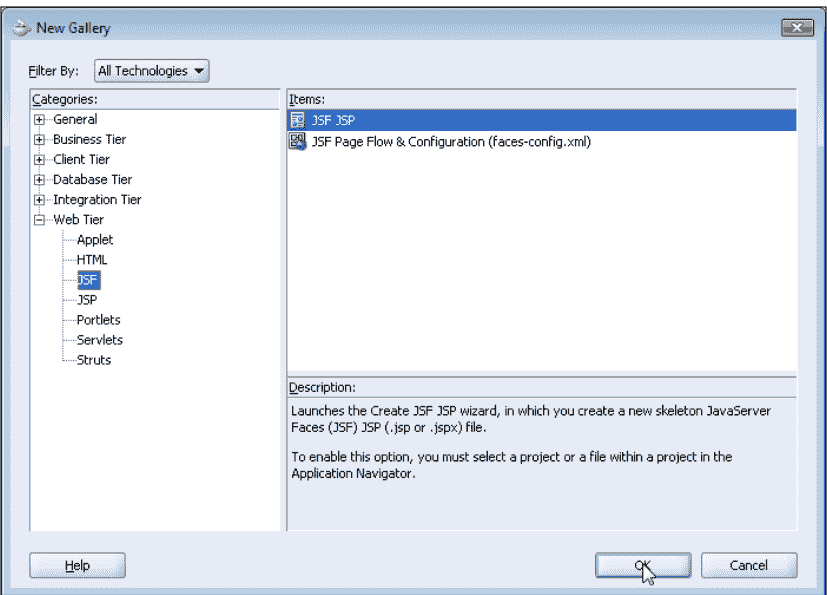 New Gallery
Filter By: All Technologies
Categories:
General
Business Tier
Client Tier
Database Tier
Integration Tier
Web Tier
Applet
HTML
JSF
JSP
Portlets
Servlets
Struts
Items:
JSF JSP
JSF Page Flow & Configuration (faces-config.xml)
Description:
Launches the Create JSF JSP wizard, in which you create a new skeleton JavaServer
Faces (JSF) JSP (.jsp or .jspx) file.
To enable this option, you must select a project or a file within a project in the
Application Navigator.
Help
OK
Cancel